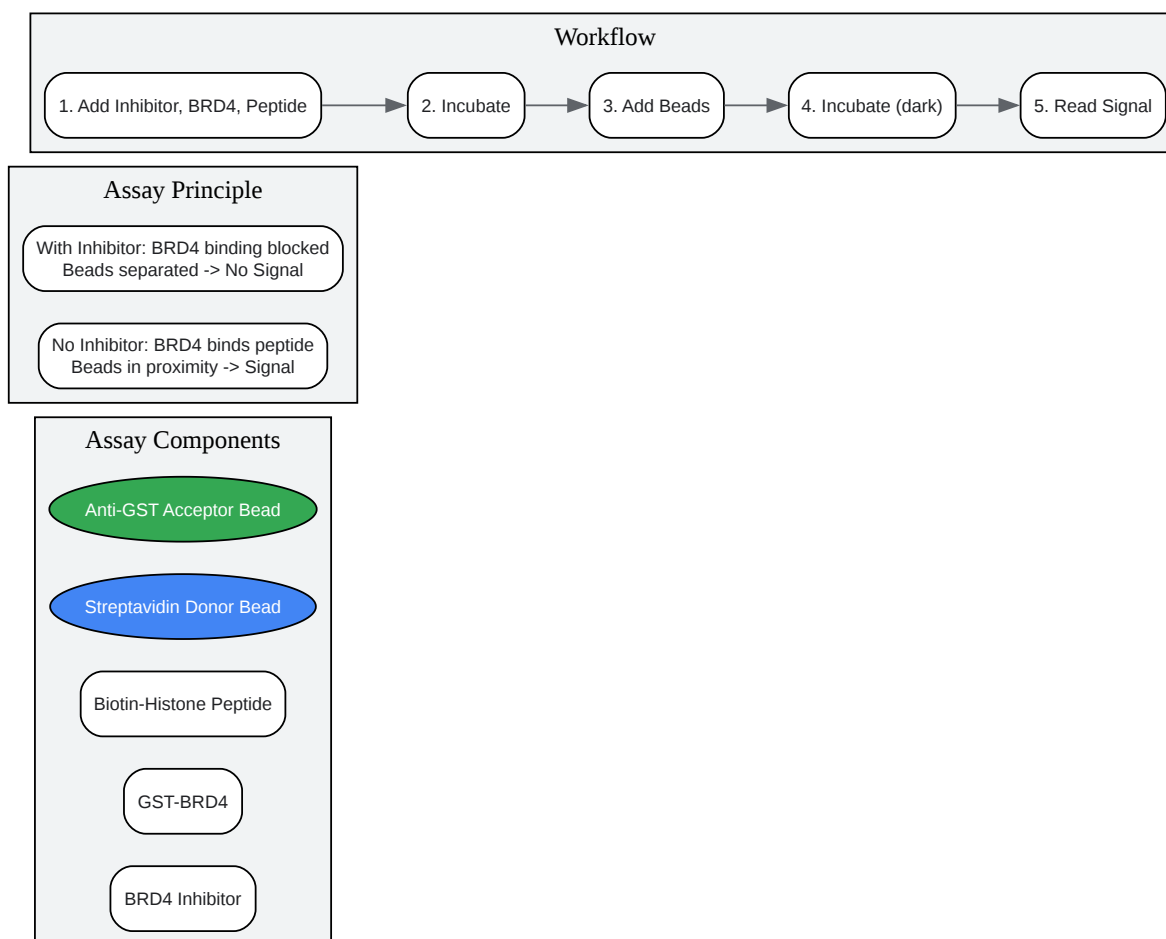 Workflow
1. Add Inhibitor, BRD4, Peptide
2. Incubate
3. Add Beads
4. Incubate (dark)
5. Read Signal
Assay Principle
With Inhibitor: BRD4 binding blocked
Beads separated -> No Signal
No Inhibitor: BRD4 binds peptide
Beads in proximity -> Signal
Assay Components
Anti-GST Acceptor Bead
Streptavidin Donor Bead
Biotin-Histone Peptide
GST-BRD4
BRD4 Inhibitor